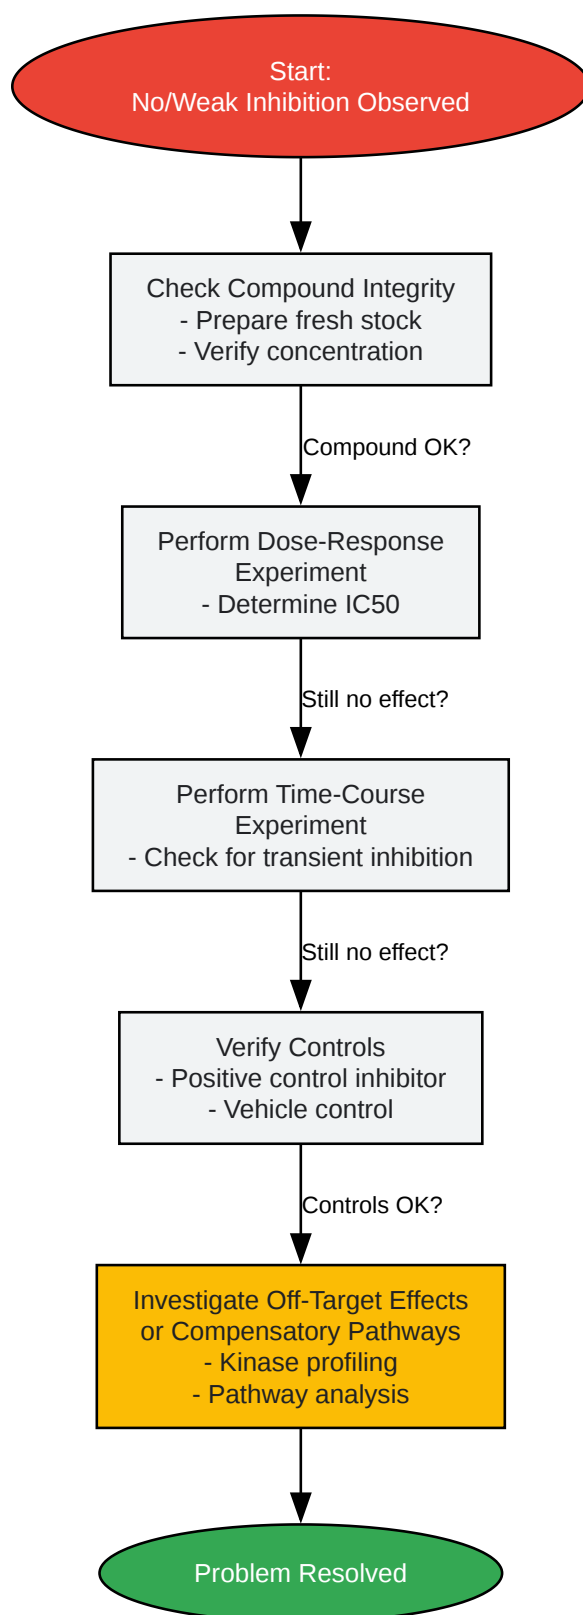 Start:
No/Weak Inhibition Observed
Check Compound Integrity
- Prepare fresh stock
- Verify concentration
Compound OK?
Perform Dose-Response
Experiment
- Determine IC50
Still no effect?
Perform Time-Course
Experiment
- Check for transient inhibition
Still no effect?
Verify Controls
- Positive control inhibitor
- Vehicle control
Controls OK?
Investigate Off-Target Effects
or Compensatory Pathways
- Kinase profiling
- Pathway analysis
Problem Resolved